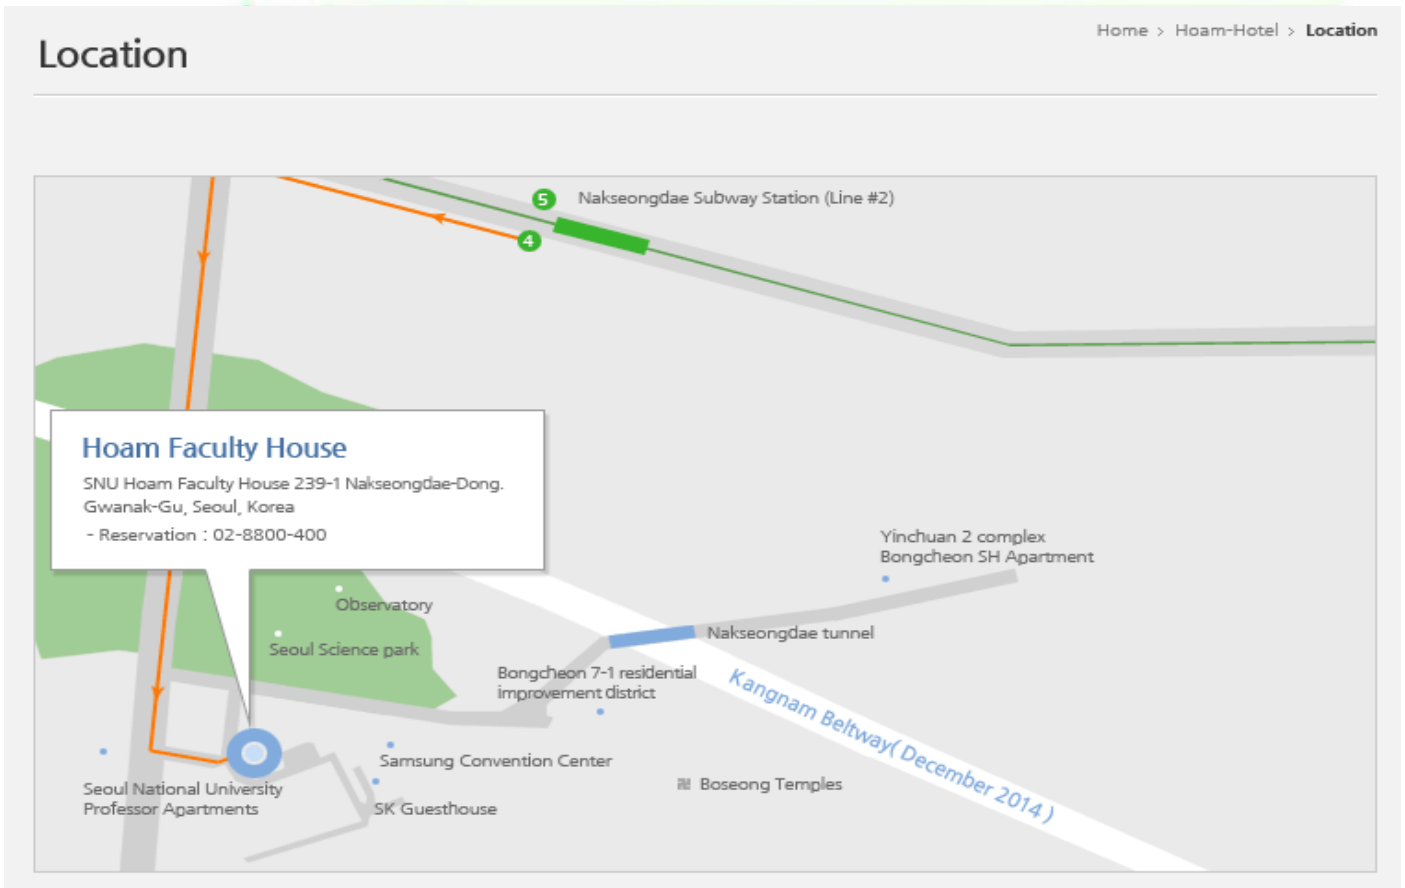 Home > Hoam-Hotel > Location
Location
5
Nakseongdae Subway Station (Line #2)
4
Hoam Faculty House
SNU Hoam Faculty House 239-1 Nakseongdae-Dong.
Gwanak-Gu, Seoul, Korea
- Reservation : 02-8800-400
Yinchuan 2 complex
Bongcheon SH Apartment
Observatory
Nakseongdae tunnel
Seoul Science park
Bongcheon 7-1 residential
improvement district
Kangnam Beltway( December 2014 )
Samsung Convention Center
Seoul National University
Professor Apartments
SK Guesthouse
卍 Boseong Temples